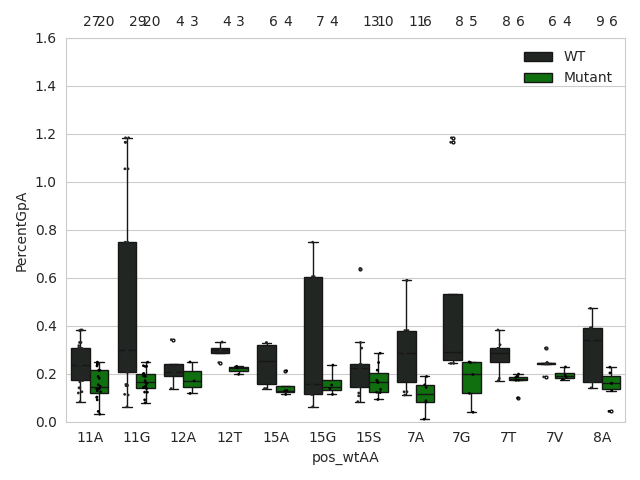 27 20 29 20 4 3 4 3 6 4 7 4 13 10 11 6 8 5 8 6 6 4 9 6
1.6
WT
1.4
Mutant
1.2
1.0
0.8
PercentGpA
0.6
0.4
0.2
0.0
11A 11G 12A 12T 15A 15G 15S 7A 7G 7T 7V 8A
pos_wtAA